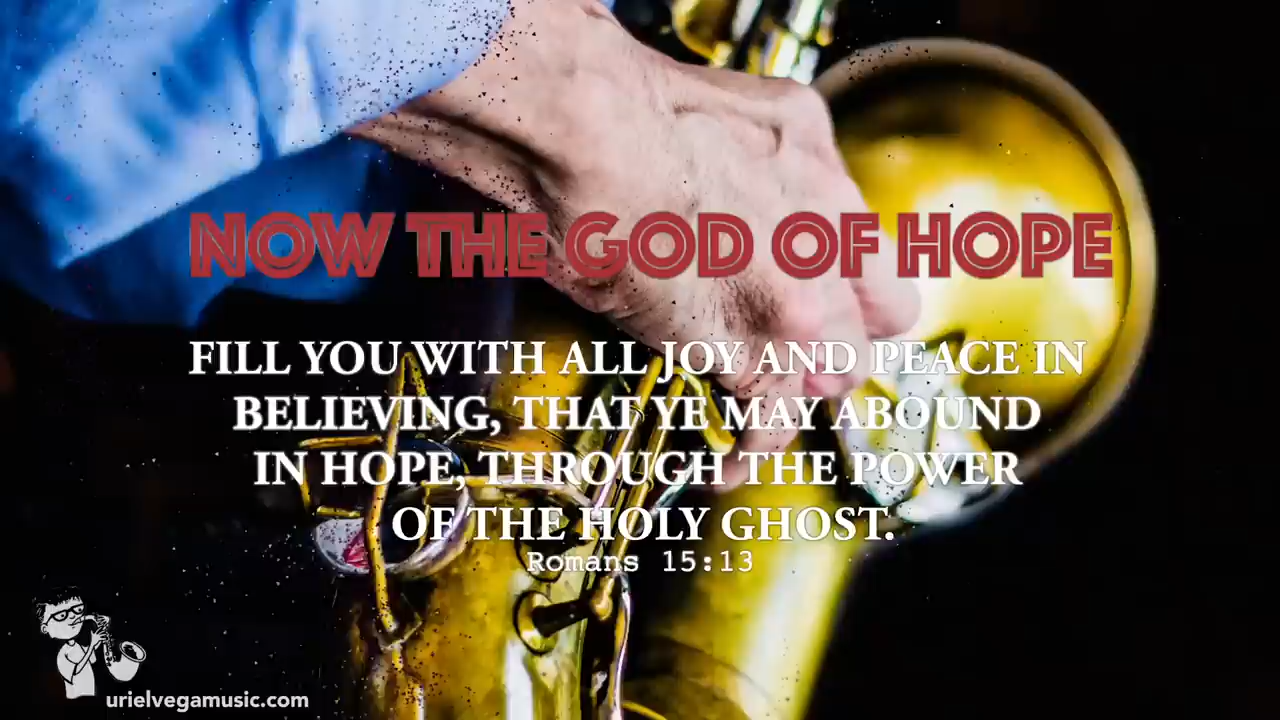 NOW THE GOD OF HOPE
FILL YOU WITH ALL JOY AND PEACE IN
BELIEVING, THAT YE MAY ABOUND
IN HOPE, THROUGH THE POWER
OF THE HOLY GHOST.
Romans 15:13
urielvegamusic.com